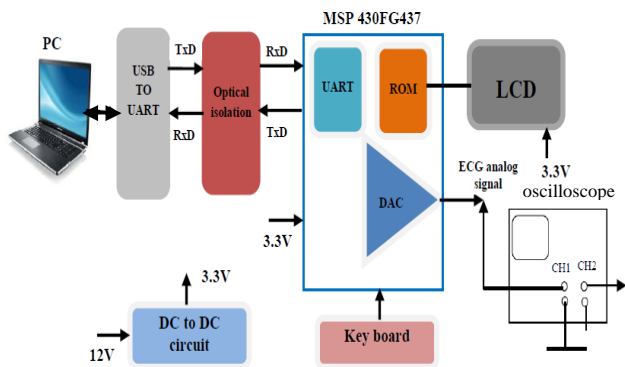 MSP 430FG437
PC
TxD
RxD
USB
TO
UART
Optical
isolation
UART
ROM
LCD
RxD
TxD
ECG analog
signal
3.3V
oscilloscope
DAC
3.3V
CH1
CH2
3.3V
DC to DC
circuit
12V
Key board